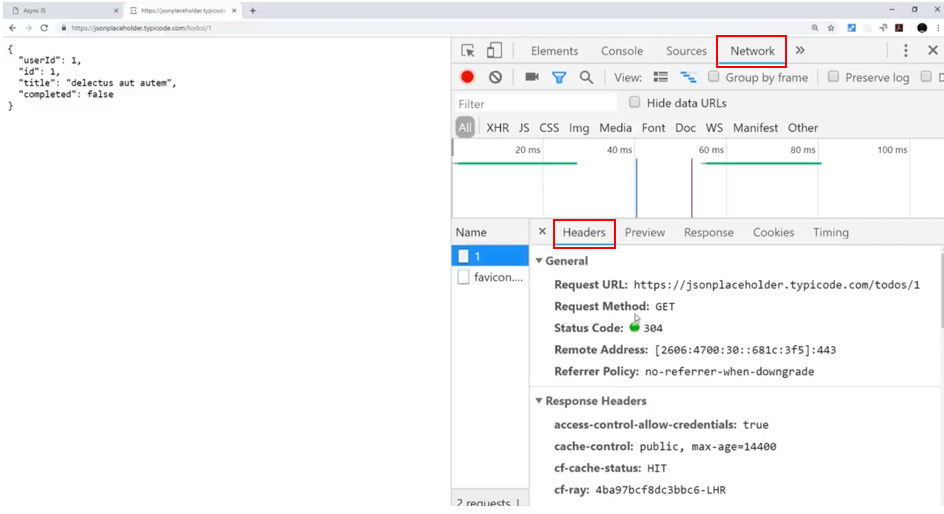 Async JS
https://jsonplaceholder.typicode
https://jsonplaceholder.typicode.com/todos/1
{
"userId": 1,
"id": 1,
"title": "delectus aut autem",
"completed": false
}
Elements Console Sources Network »
View: Group by frame Preserve log D
Filter Hide data URLs
All XHR JS CSS Img Media Font Doc WS Manifest Other
20 ms 40 ms 60 ms 80 ms 100 ms
Name
1
favicon....
2 requests |
Headers Preview Response Cookies Timing
General
Request URL: https://jsonplaceholder.typicode.com/todos/1
Request Method: GET
Status Code: 304
Remote Address: [2606:4700:30::681c:3f5]:443
Referrer Policy: no-referrer-when-downgrade
Response Headers
access-control-allow-credentials: true
cache-control: public, max-age=14400
cf-cache-status: HIT
cf-ray: 4ba97bcf8dc3bbc6-LHR